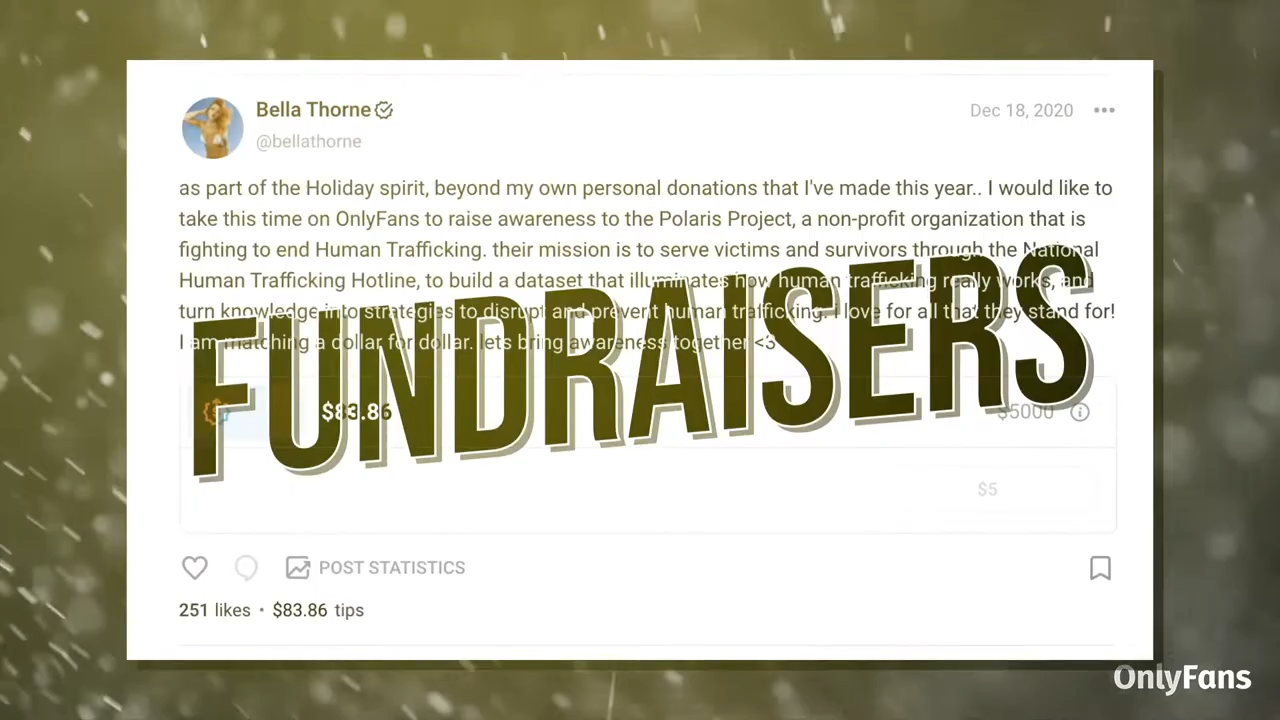 Bella Thorne
@bellathorne
Dec 18, 2020
as part of the Holiday spirit, beyond my own personal donations that I've made this year.. I would like to
take this time on OnlyFans to raise awareness to the Polaris Project, a non-profit organization that is
fighting to end Human Trafficking. their mission is to serve victims and survivors through the National
Human Trafficking Hotline, to build a dataset that illuminates how human trafficking really works, and
turn knowledge into strategies to disrupt and prevent human trafficking. I love for all that they stand for!
I am matching a dollar for dollar. lets bring awareness together <3
FUNDRAISERS
$83.86
$5000
$5
POST STATISTICS
251 likes • $83.86 tips
OnlyFans